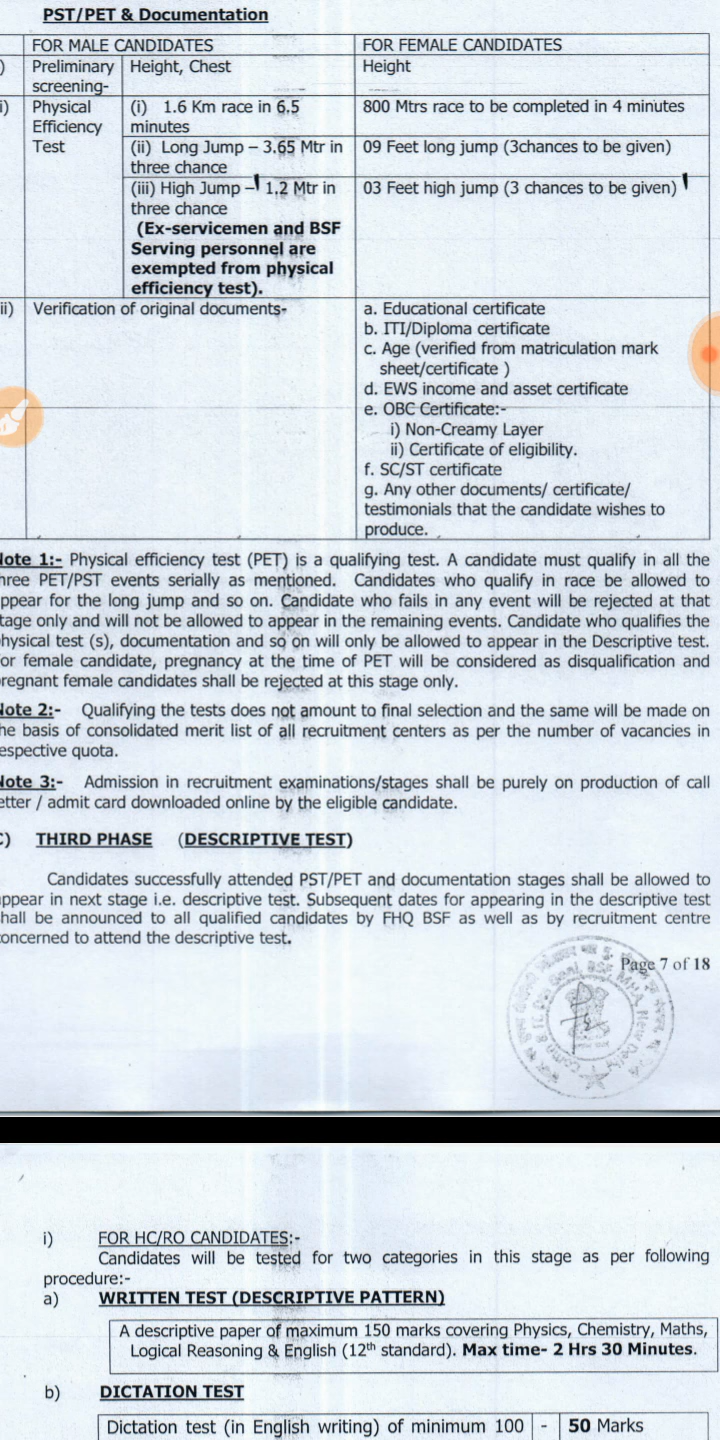 PST/PET & Documentation
FOR MALE CANDIDATES FOR FEMALE CANDIDATES
) Preliminary screening- Height, Chest Height
i) Physical Efficiency Test
(i) 1.6 Km race in 6.5 minutes 800 Mtrs race to be completed in 4 minutes
(ii) Long Jump – 3.65 Mtr in three chance 09 Feet long jump (3chances to be given)
(iii) High Jump – 1.2 Mtr in three chance 03 Feet high jump (3 chances to be given)
(Ex-servicemen and BSF
Serving personnel are
exempted from physical
efficiency test).
ii) Verification of original documents-
a. Educational certificate
b. ITI/Diploma certificate
c. Age (verified from matriculation mark
sheet/certificate )
d. EWS income and asset certificate
e. OBC Certificate:-
i) Non-Creamy Layer
ii) Certificate of eligibility.
f. SC/ST certificate
g. Any other documents/ certificate/
testimonials that the candidate wishes to
produce.
lote 1:- Physical efficiency test (PET) is a qualifying test. A candidate must qualify in all the
hree PET/PST events serially as mentioned. Candidates who qualify in race be allowed to
ppear for the long jump and so on. Candidate who fails in any event will be rejected at that
tage only and will not be allowed to appear in the remaining events. Candidate who qualifies the
hysical test (s), documentation and so on will only be allowed to appear in the Descriptive test.
or female candidate, pregnancy at the time of PET will be considered as disqualification and
regnant female candidates shall be rejected at this stage only.
lote 2:- Qualifying the tests does not amount to final selection and the same will be made on
he basis of consolidated merit list of all recruitment centers as per the number of vacancies in
espective quota.
lote 3:- Admission in recruitment examinations/stages shall be purely on production of call
etter / admit card downloaded online by the eligible candidate.
C) THIRD PHASE (DESCRIPTIVE TEST)
Candidates successfully attended PST/PET and documentation stages shall be allowed to
ppear in next stage i.e. descriptive test. Subsequent dates for appearing in the descriptive test
hall be announced to all qualified candidates by FHQ BSF as well as by recruitment centre
oncerned to attend the descriptive test.
Page 7 of 18
i) FOR HC/RO CANDIDATES:-
Candidates will be tested for two categories in this stage as per following
procedure:-
a) WRITTEN TEST (DESCRIPTIVE PATTERN)
A descriptive paper of maximum 150 marks covering Physics, Chemistry, Maths,
Logical Reasoning & English (12th standard). Max time- 2 Hrs 30 Minutes.
b) DICTATION TEST
Dictation test (in English writing) of minimum 100 - 50 Marks